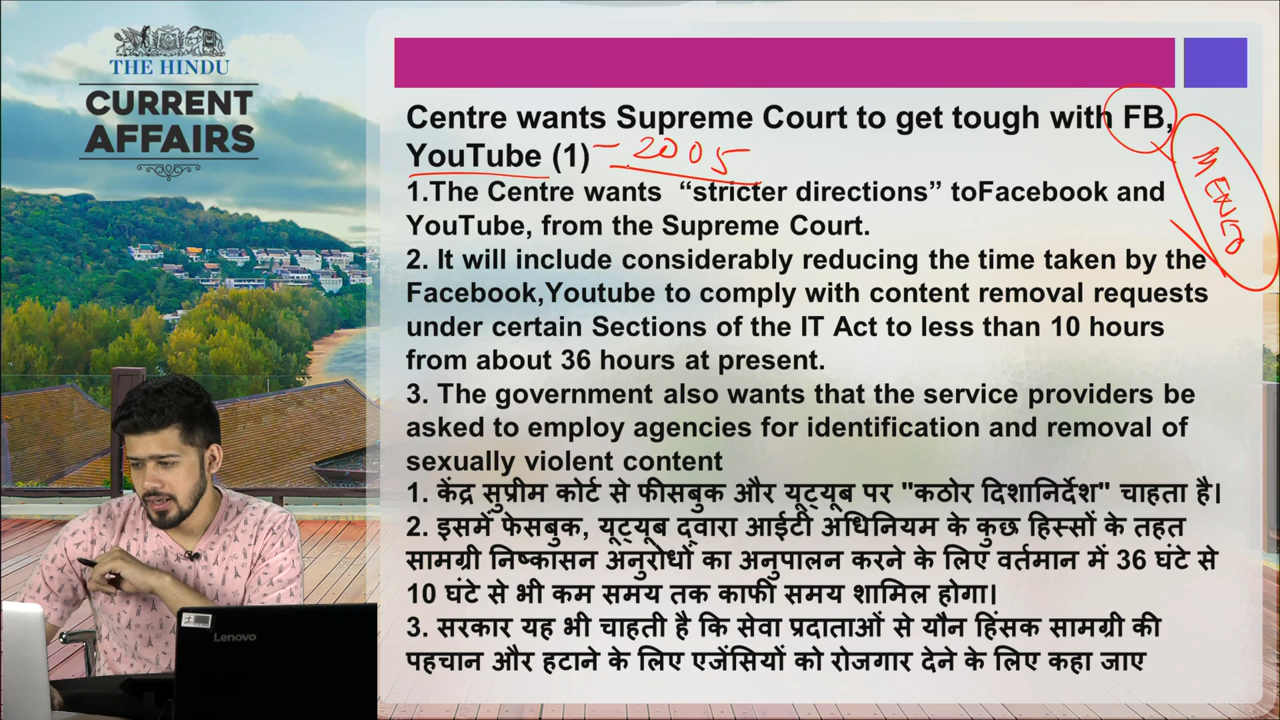 THE HINDU
CURRENT
AFFAIRS
Centre wants Supreme Court to get tough with FB,
YouTube (1) - 2005
1.The Centre wants “stricter directions” toFacebook and
YouTube, from the Supreme Court.
2. It will include considerably reducing the time taken by the
Facebook,Youtube to comply with content removal requests
under certain Sections of the IT Act to less than 10 hours
from about 36 hours at present.
3. The government also wants that the service providers be
asked to employ agencies for identification and removal of
sexually violent content
1. केंद्र सुप्रीम कोर्ट से फीसबुक और यूट्यूब पर "कठोर दिशानिर्देश" चाहता है।
2. इसमें फेसबुक, यूट्यूब द्वारा आईटी अधिनियम के कुछ हिस्सों के तहत
सामग्री निष्कासन अनुरोधों का अनुपालन करने के लिए वर्तमान में 36 घंटे से
10 घंटे से भी कम समय तक काफी समय शामिल होगा।
3. सरकार यह भी चाहती है कि सेवा प्रदाताओं से यौन हिंसक सामग्री की
पहचान और हटाने के लिए एजेंसियों को रोजगार देने के लिए कहा जाए
Lenovo